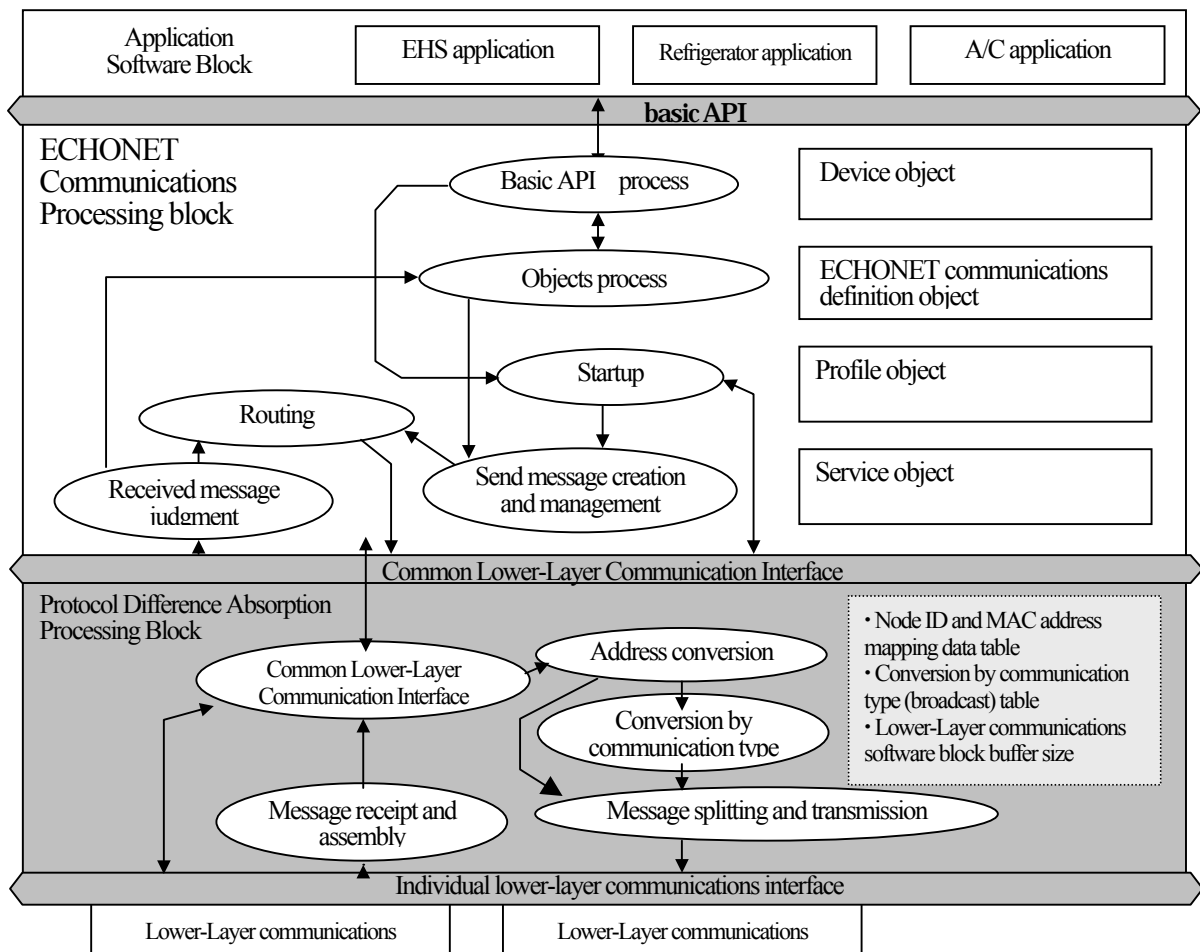 Application
Software Block
EHS application
Refrigerator application
A/C application
basic API
ECHONET
Communications
Processing block
Basic API process
Device object
Objects process
ECHONET communications
definition object
Startup
Profile object
Routing
Send message creation
and management
Service object
Received message
judgment
Common Lower-Layer Communication Interface
Protocol Difference Absorption
Processing Block
Common Lower-Layer
Communication Interface
Address conversion
Conversion by
communication type
・Node ID and MAC address
mapping data table
・Conversion by communication
type (broadcast) table
・Lower-Layer communications
software block buffer size
Message receipt and
assembly
Message splitting and transmission
Individual lower-layer communications interface
Lower-Layer communications
Lower-Layer communications